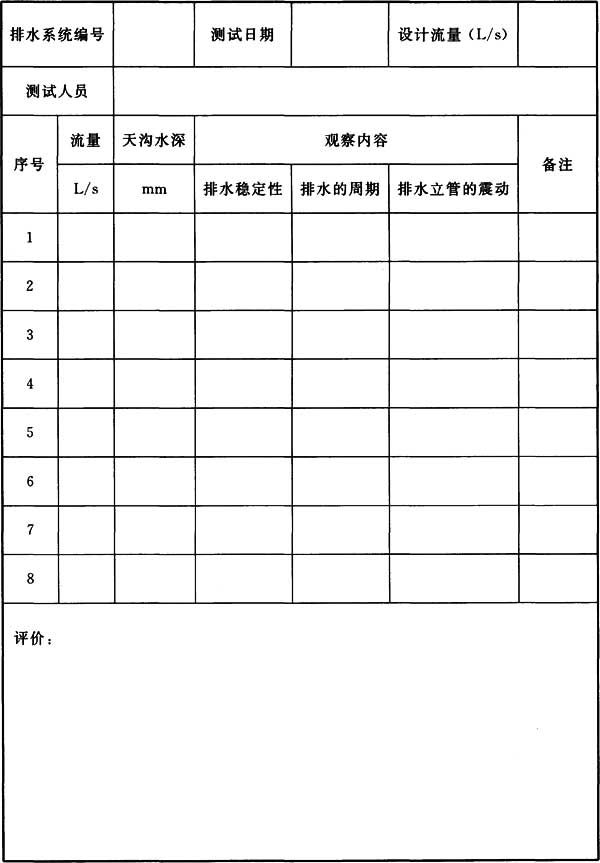 排水系统编号 测试日期 设计流量（L/s）
测试人员
序号 流量 天沟水深 观察内容 备注
L/s mm 排水稳定性 排水的周期 排水立管的震动
1
2
3
4
5
6
7
8
评价：